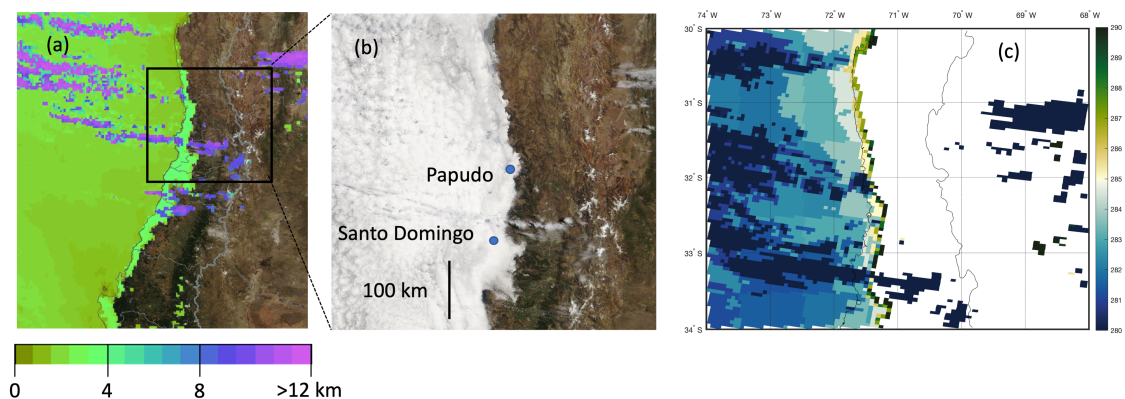 (a)
(b)
(c)
Papudo
Santo Domingo
100 km
0
4
8
>12 km
74° W
73° W
72° W
71° W
70° W
69° W
68° W
30° S
31° S
32° S
33° S
34° S
290
289
288
287
286
285
284
283
282
281
280